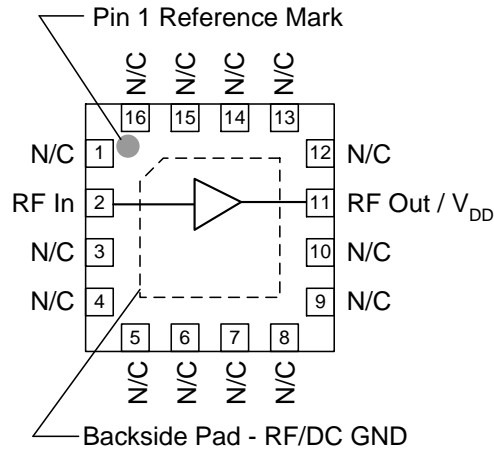 Pin 1 Reference Mark
N/C N/C N/C N/C
16 15 14 13
N/C 1 12 N/C
RF In 2 11 RF Out / VDD
N/C 3 10 N/C
N/C 4 9 N/C
5 6 7 8
N/C N/C N/C N/C
Backside Pad - RF/DC GND